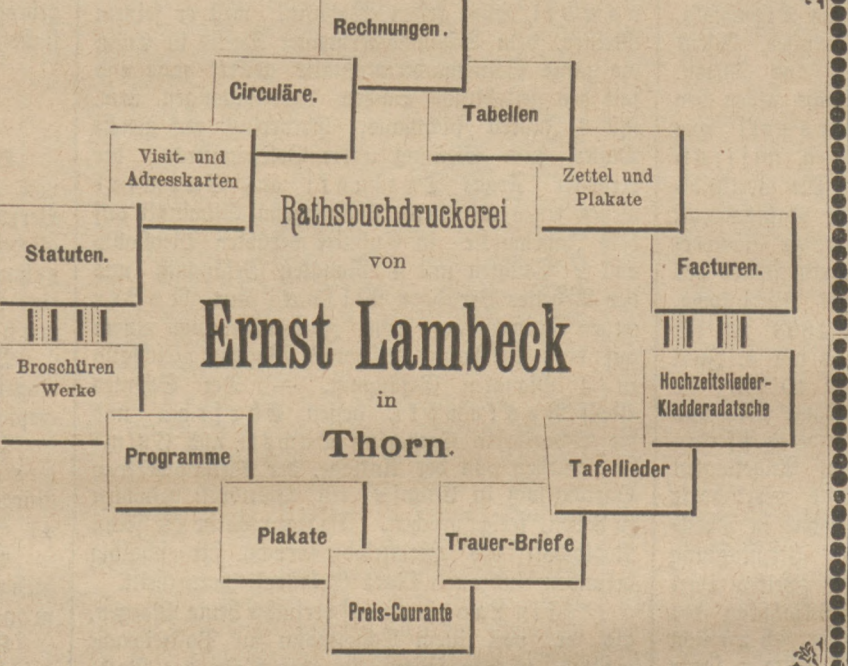 Rechnungen.
Circuläre.
Tabellen
Visit- und
Adresskarten
Zettel und
Plakate
Rathsbuchdruckerei
Statuten.
von
Facturen.
Ernst Lambeck
Broschüren
Werke
Hochzeitslieder-
Kladderadatsche
in
Thorn.
Programme
Tafellieder
Plakate
Trauer-Briefe
Preis-Courante